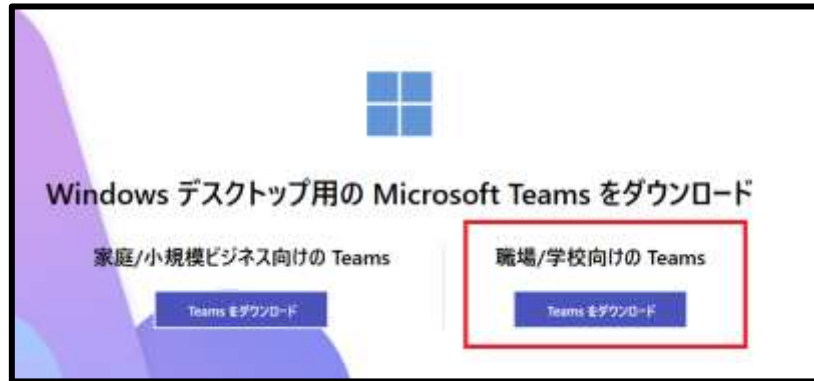 Windows デスクトップ用の Microsoft Teams をダウンロード
家庭/小規模ビジネス向けの Teams
Teams をダウンロード
職場/学校向けの Teams
Teams をダウンロード